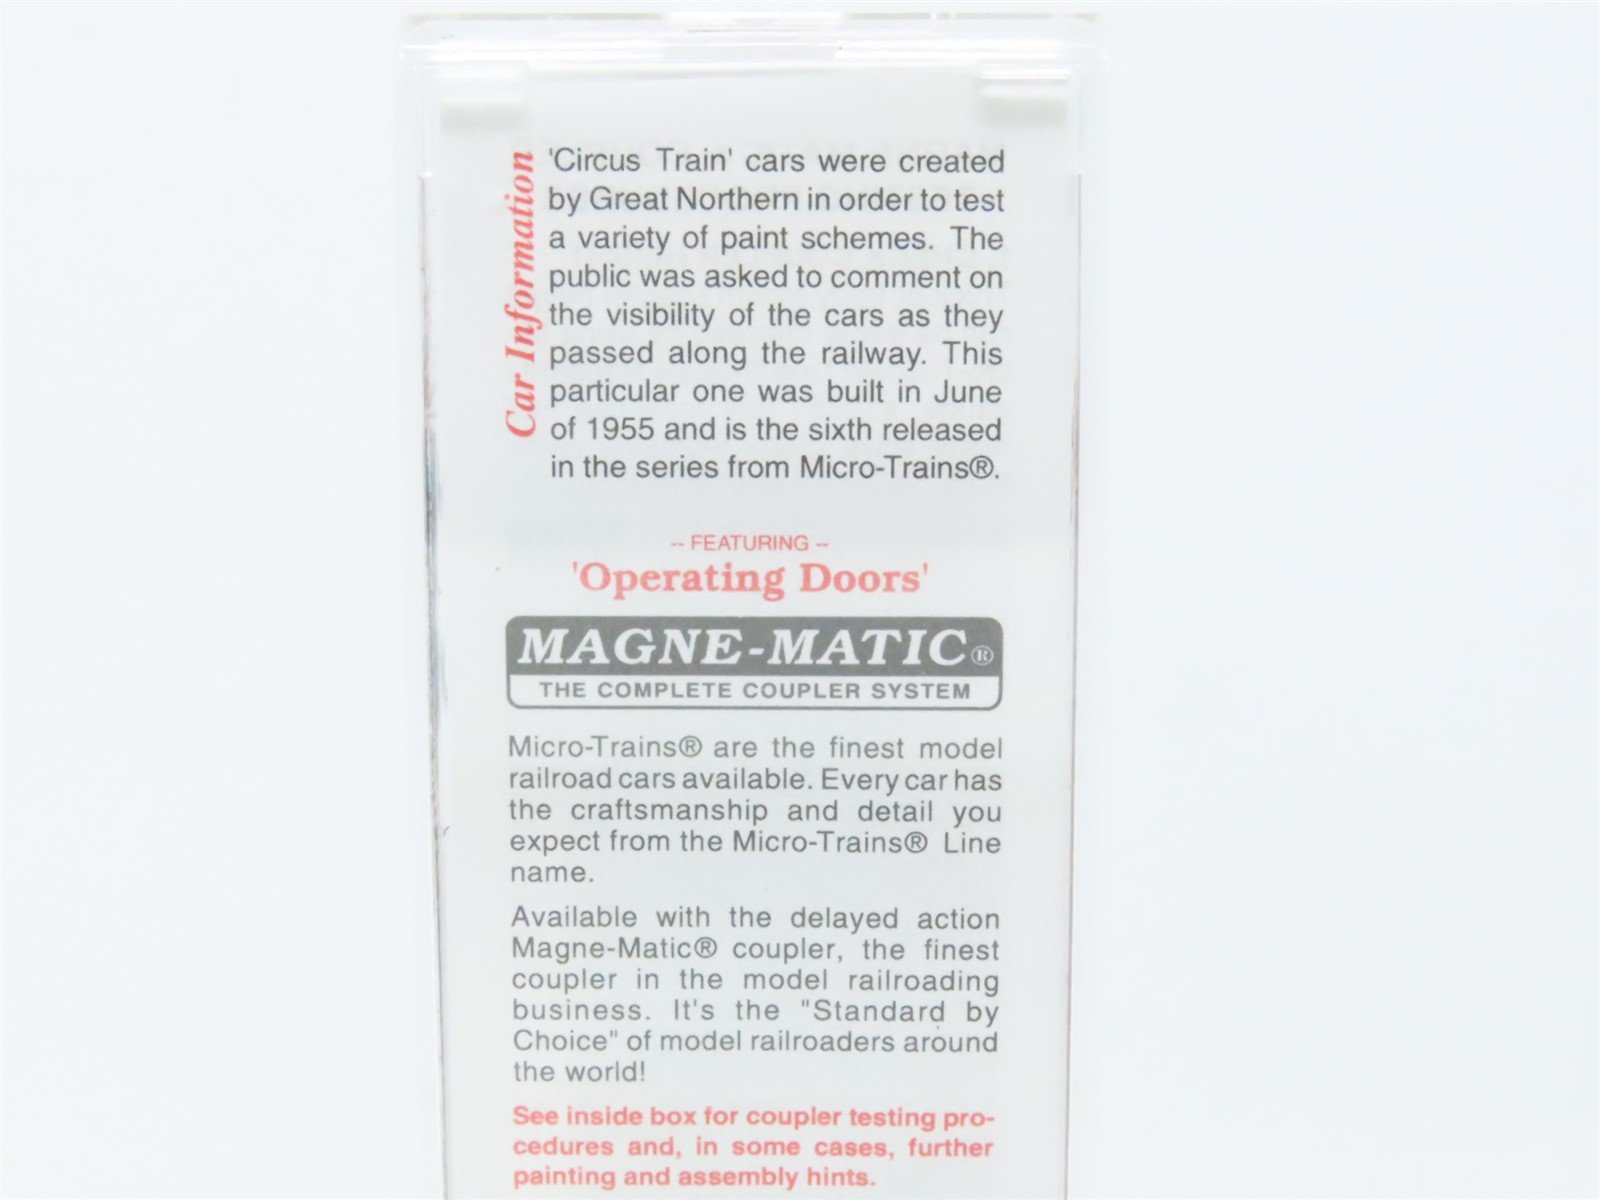 Car Information
'Circus Train' cars were created
by Great Northern in order to test
a variety of paint schemes. The
public was asked to comment on
the visibility of the cars as they
passed along the railway. This
particular one was built in June
of 1955 and is the sixth released
in the series from Micro-Trains®.
-- FEATURING --
'Operating Doors'
MAGNE-MATIC®
THE COMPLETE COUPLER SYSTEM
Micro-Trains® are the finest model
railroad cars available. Every car has
the craftsmanship and detail you
expect from the Micro-Trains® Line
name.
Available with the delayed action
Magne-Matic® coupler, the finest
coupler in the model railroading
business. It's the "Standard by
Choice" of model railroaders around
the world!
See inside box for coupler testing pro-
cedures and, in some cases, further
painting and assembly hints.